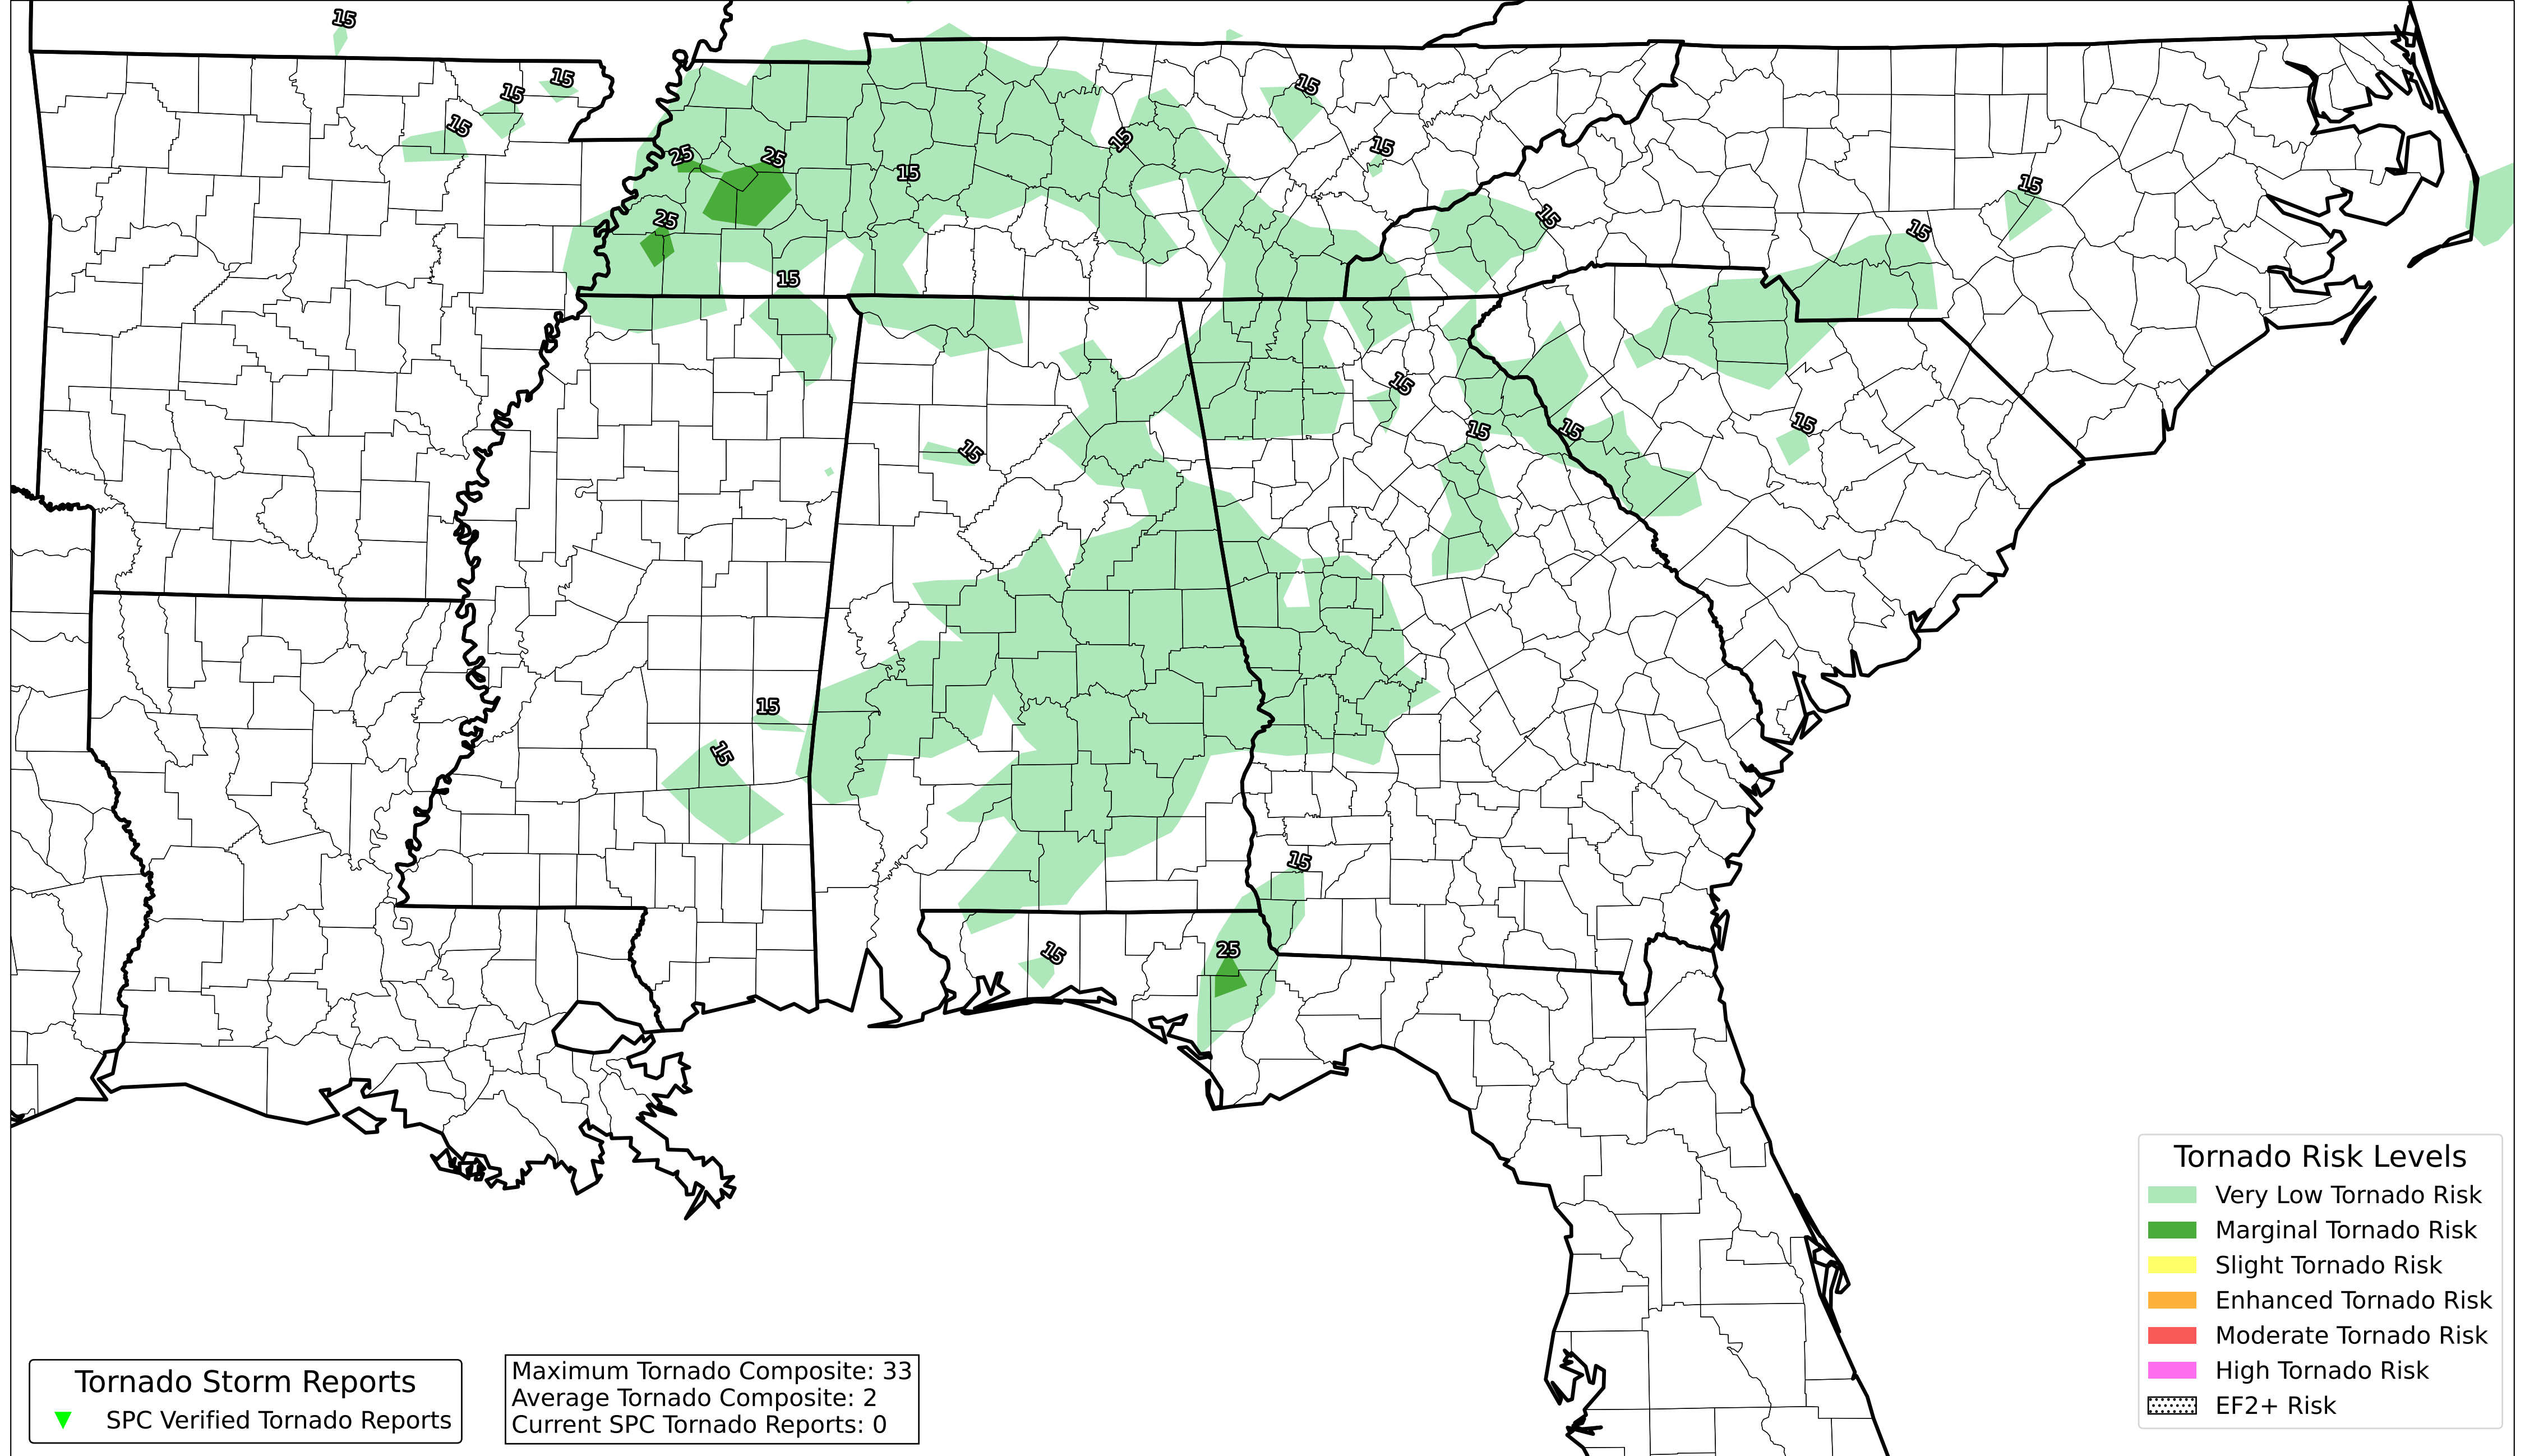 15
15
15
15
15
25
25
15
15
15
15
25
15
15
15
15
15
15
15
15
15
15
15
15
25
Tornado Risk Levels
Very Low Tornado Risk
Marginal Tornado Risk
Slight Tornado Risk
Enhanced Tornado Risk
Moderate Tornado Risk
High Tornado Risk
EF2+ Risk
Tornado Storm Reports
SPC Verified Tornado Reports
Maximum Tornado Composite: 33
Average Tornado Composite: 2
Current SPC Tornado Reports: 0